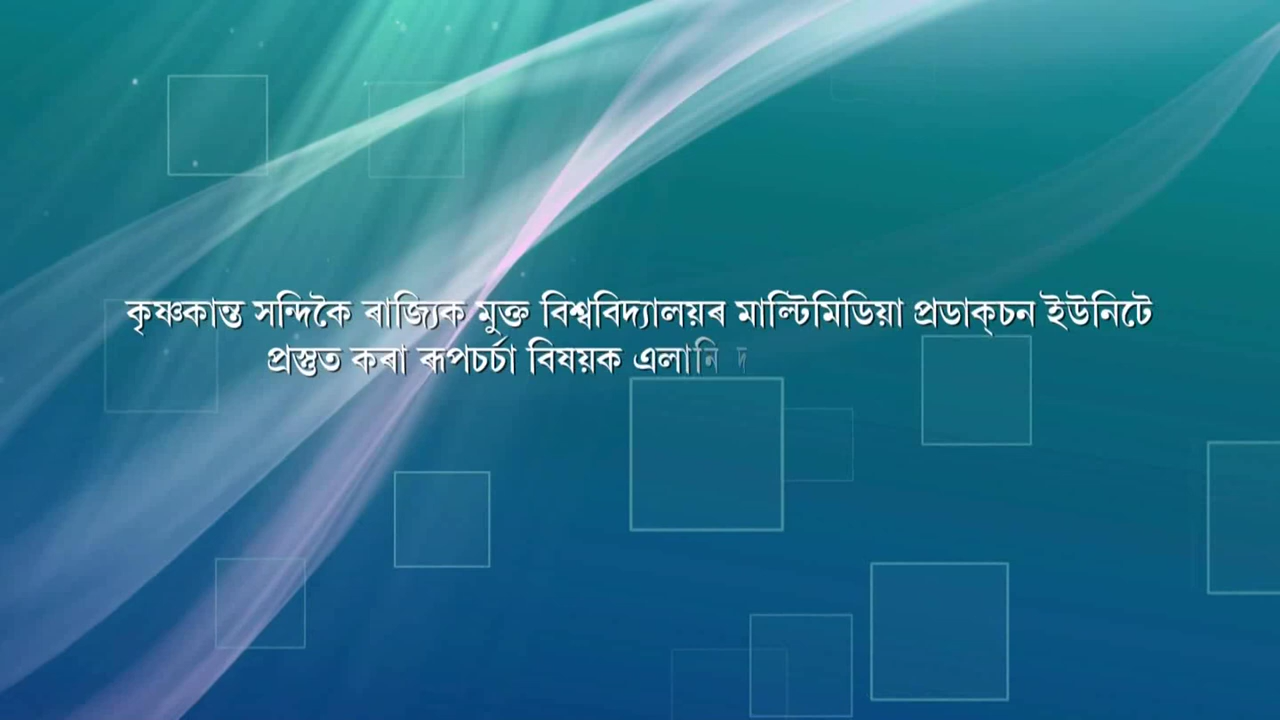 কৃষ্ণকান্ত সন্দিকৈ ৰাজ্যিক মুক্ত বিশ্ববিদ্যালয়ৰ মাল্টিমিডিয়া প্ৰডাক্‌চন ইউনিটে
প্ৰস্তুত কৰা ৰূপচৰ্চা বিষয়ক এলানি